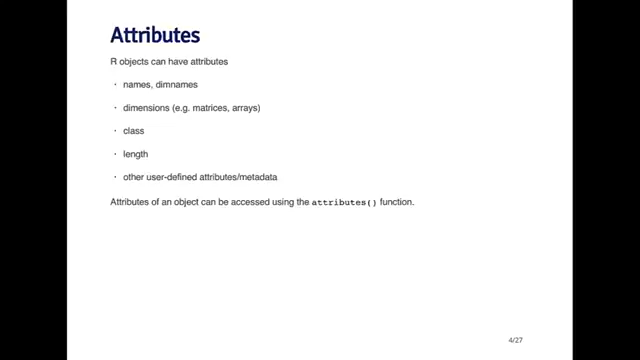 Attributes
R objects can have attributes
· names, dimnames
· dimensions (e.g. matrices, arrays)
· class
· length
· other user-defined attributes/metadata
Attributes of an object can be accessed using the attributes() function.
4/27